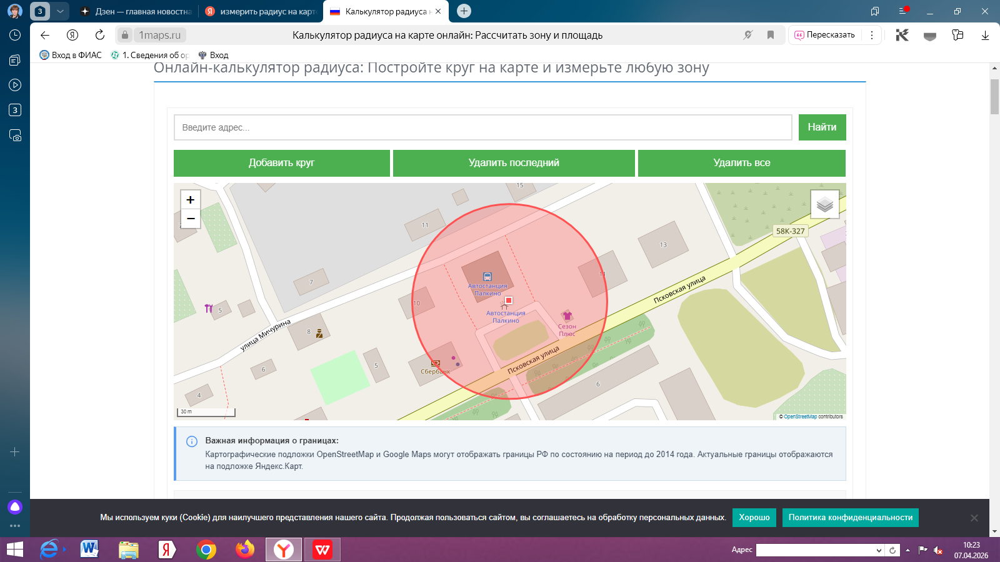 3
Дзен — главная новостна
измерить радиус на карт
Калькулятор радиуса н
1maps.ru
Калькулятор радиуса на карте онлайн: Рассчитать зону и площадь
Пересказать
Вход в ФИАС
1. Сведения об ор
Вход
3
Онлайн-калькулятор радиуса: Постройте круг на карте и измерьте любую зону
Введите адрес...
Найти
Добавить круг
Удалить последний
Удалить все
+
−
15
11
58К-327
13
11
7
Автостанция
Палкино
10
5
Автостанция
Палкино
Псковская улица
8
улица Мичурина
Сезон
Плюс
Псковская улица
5
6
Сбербанк
6
4
30 m
© OpenStreetMap contributors
Важная информация о границах:
Картографические подложки OpenStreetMap и Google Maps могут отображать границы РФ по состоянию на период до 2014 года. Актуальные границы отображаются
на подложке Яндекс.Карт.
Мы используем куки (Cookie) для наилучшего представления нашего сайта. Продолжая пользоваться сайтом, вы соглашаетесь на обработку персональных данных.
Хорошо
Политика конфиденциальности
Адрес
10:23
07.04.2026